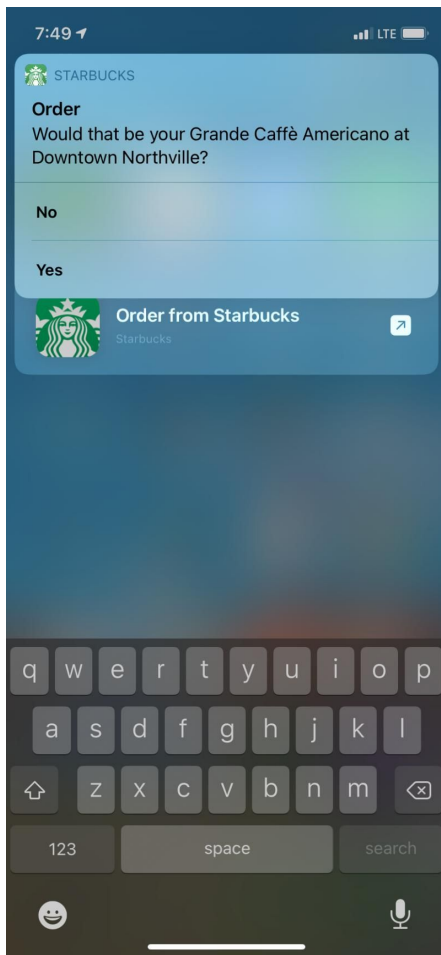 7:49
LTE
STARBUCKS
Order
Would that be your Grande Caffè Americano at
Downtown Northville?
No
Yes
Order from Starbucks
Starbucks
q w e r t y u i o p
a s d f g h j k l
z x c v b n m
123 space search